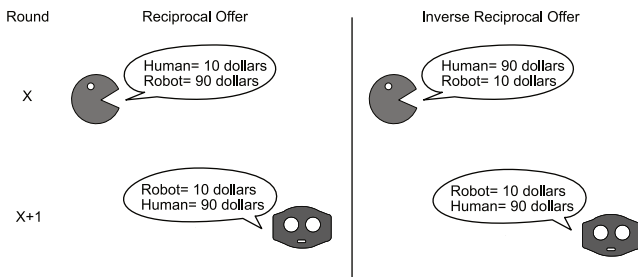 Round
Reciprocal Offer
Inverse Reciprocal Offer
X
Human= 10 dollars
Robot= 90 dollars
Human= 90 dollars
Robot= 10 dollars
X+1
Robot= 10 dollars
Human= 90 dollars
Robot= 10 dollars
Human= 90 dollars